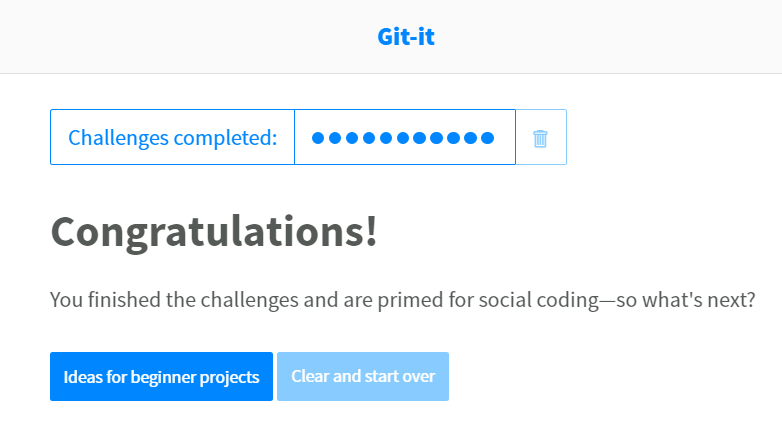 Git-it
Challenges completed:
Congratulations!
You finished the challenges and are primed for social coding—so what's next?
Ideas for beginner projects
Clear and start over